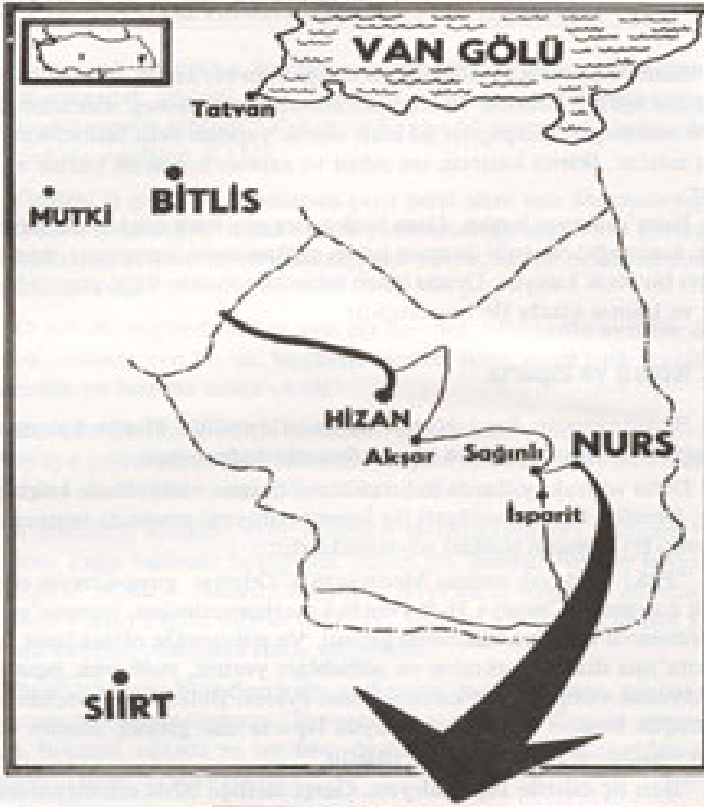 VAN GÖLÜ
Tatvan
BİTLİS
MUTKİ
HİZAN
Akşar
Sağınlı
NURS
İsparit
SİİRT